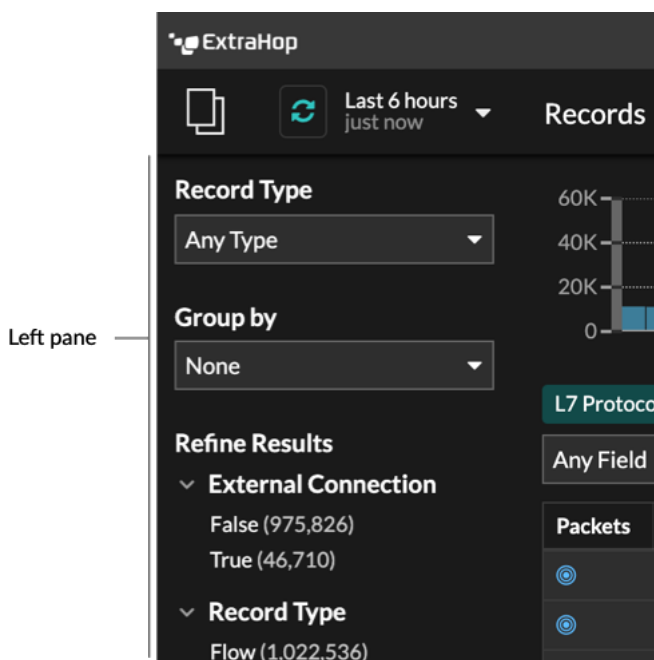 ExtraHop
Last 6 hours
just now
Records
Record Type
Any Type
Group by
None
Refine Results
External Connection
False (975,826)
True (46,710)
Record Type
Flow (1,022,536)
60K
40K
20K
0
L7 Protoco
Any Field
Packets
Left pane